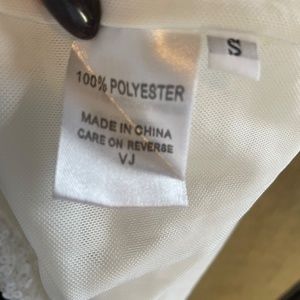 S
100% POLYESTER
MADE IN CHINA
CARE ON REVERSE
VJ